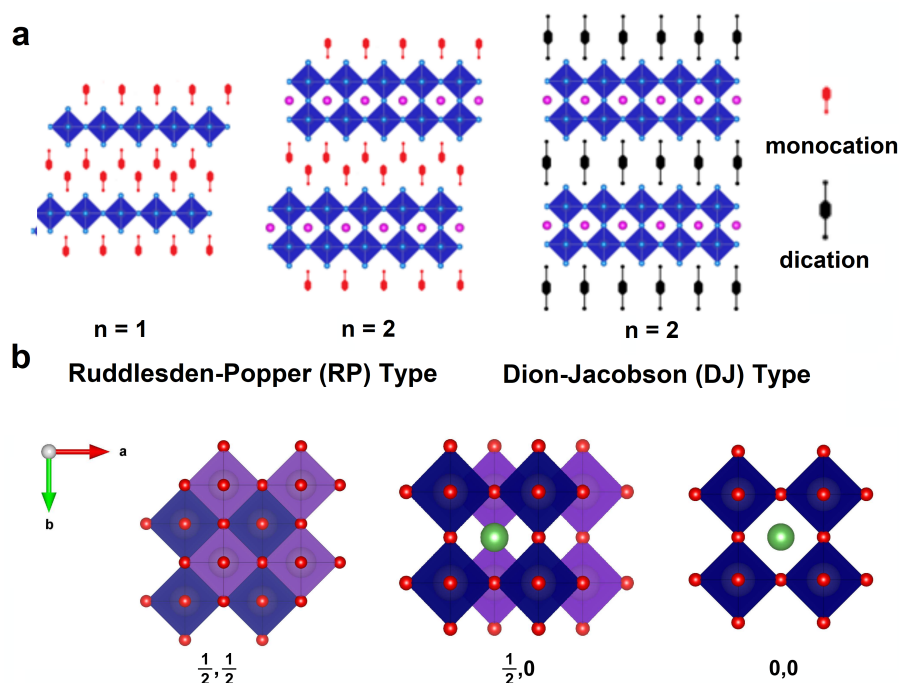 a
monocation
dication
n = 1
n = 2
n = 2
b
Ruddlesden-Popper (RP) Type
Dion-Jacobson (DJ) Type
a
b
1/2, 1/2
1/2,0
0,0